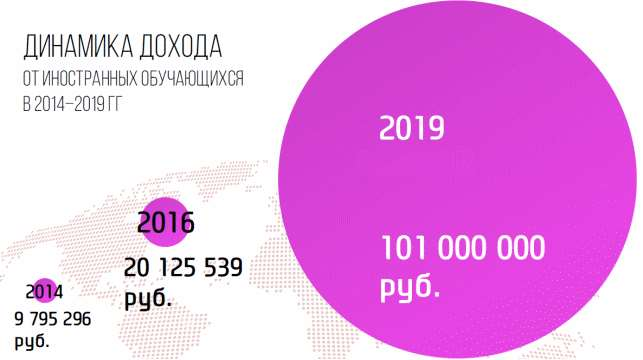 ДИНАМИКА ДОХОДА
ОТ ИНОСТРАННЫХ ОБУЧАЮЩИХСЯ
В 2014–2019 ГГ
2019
101 000 000
руб.
2016
20 125 539
руб.
2014
9 795 296
руб.